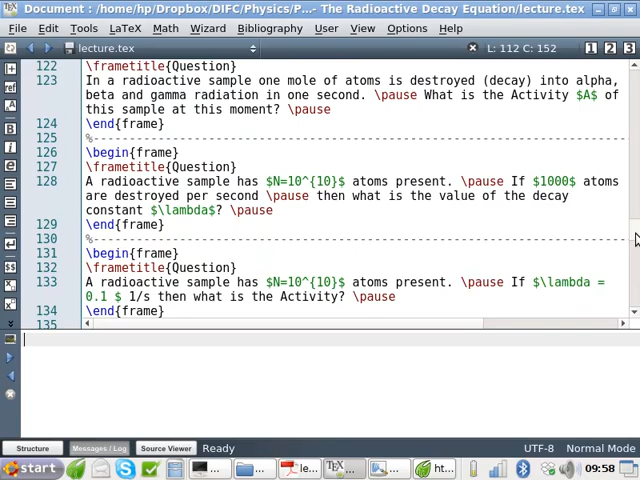 Document : /home/hp/Dropbox/DIFC/Physics/P...- The Radioactive Decay Equation/lecture.tex
File Edit Tools LaTeX Math Wizard Bibliography User View Options Help
lecture.tex L: 112 C: 152 1 2 3
122 \frametitle{Question}
123 In a radioactive sample one mole of atoms is destroyed (decay) into alpha,
beta and gamma radiation in one second. \pause What is the Activity $A$ of
this sample at this moment? \pause
124 \end{frame}
125 %------------------------------------------------------------------------
126 \begin{frame}
127 \frametitle{Question}
128 A radioactive sample has $N=10^{10}$ atoms present. \pause If $1000$ atoms
are destroyed per second \pause then what is the value of the decay
constant $\lambda$? \pause
129 \end{frame}
130 %------------------------------------------------------------------------
131 \begin{frame}
132 \frametitle{Question}
133 A radioactive sample has $N=10^{10}$ atoms present. \pause If $\lambda =
0.1 $ 1/s then what is the Activity? \pause
134 \end{frame}
135
Structure Messages / Log Source Viewer Ready UTF-8 Normal Mode
start ... ... le... ... ... ht... 09:58